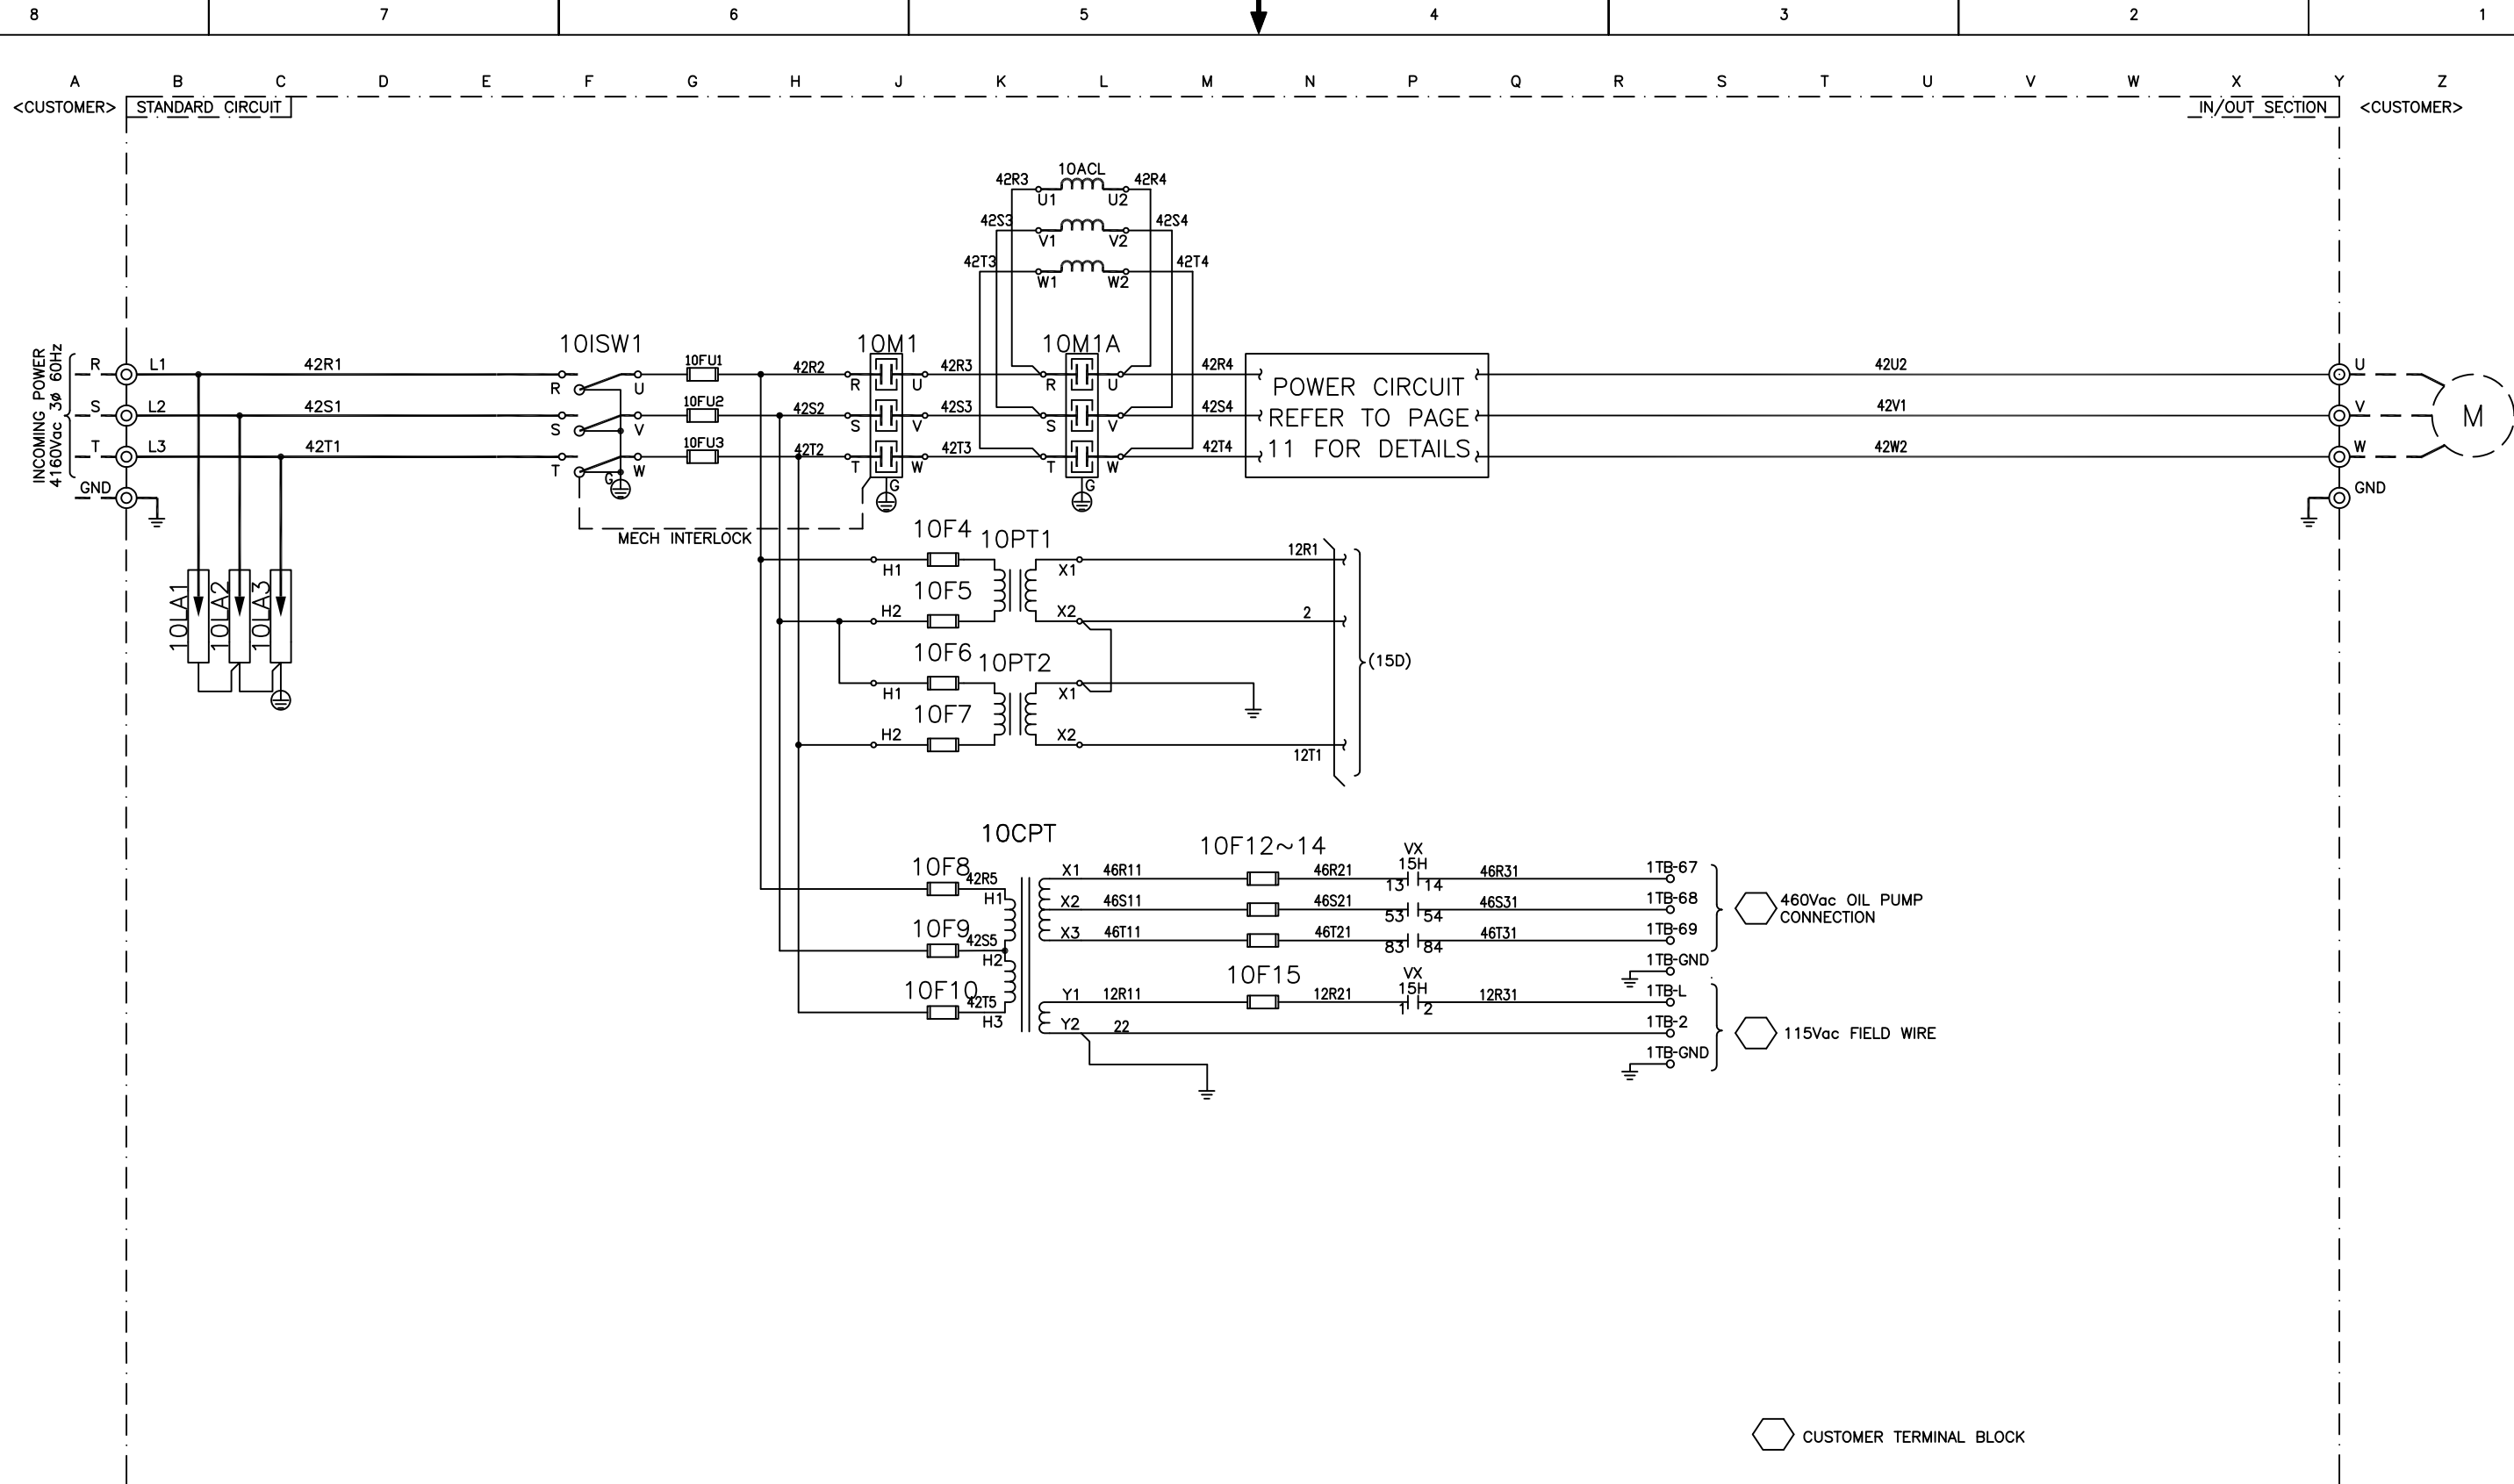 8 7 6 5 4 3 2 1
A B C D E F G H J K L M N P Q R S T U V W X Y Z
<CUSTOMER> STANDARD CIRCUIT IN/OUT SECTION <CUSTOMER>
10ACL
42R3 42R4
U1 U2
42S3 42S4
V1 V2
42T3 42T4
W1 W2
INCOMING POWER
4160Vac 3ø 60Hz
10ISW1 10M1 10M1A
R L1 42R1 R U 10FU1 42R2 R U 42R3 R U 42R4 42U2 U
S L2 42S1 S V 10FU2 42S2 S V 42S3 S V 42S4 42V1 V
T L3 42T1 T W 10FU3 42T2 T W 42T3 T W 42T4 42W2 W
POWER CIRCUIT
REFER TO PAGE
11 FOR DETAILS
M
GND G G G GND
MECH INTERLOCK
10LA1 10LA2 10LA3
10F4 10PT1
H1 X1 12R1
10F5
H2 X2 2
10F6 10PT2
(15D)
H1 X1
10F7
H2 X2
12T1
10CPT
10F8 42R5 H1
10F9 42S5 H2
10F10 42T5 H3
10F12~14 VX
15H
X1 46R11 46R21 13 14 46R31 1TB-67
X2 46S11 46S21 53 54 46S31 1TB-68
X3 46T11 46T21 83 84 46T31 1TB-69
460Vac OIL PUMP
CONNECTION
1TB-GND
10F15 VX
15H
Y1 12R11 12R21 1 2 12R31 1TB-L
Y2 22 1TB-2
115Vac FIELD WIRE
1TB-GND
CUSTOMER TERMINAL BLOCK